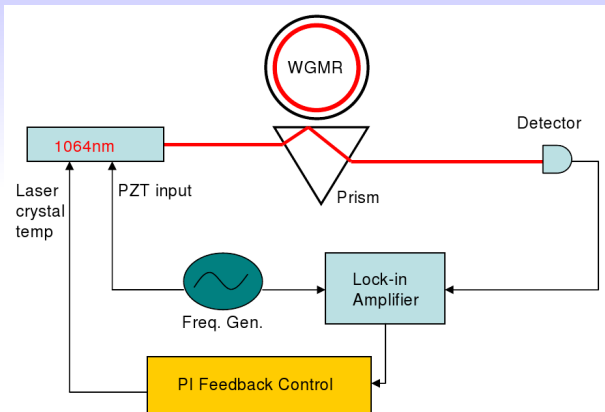 WGMR
Detector
1064nm
Laser
crystal
temp
PZT input
Prism
Lock-in
Amplifier
Freq. Gen.
PI Feedback Control